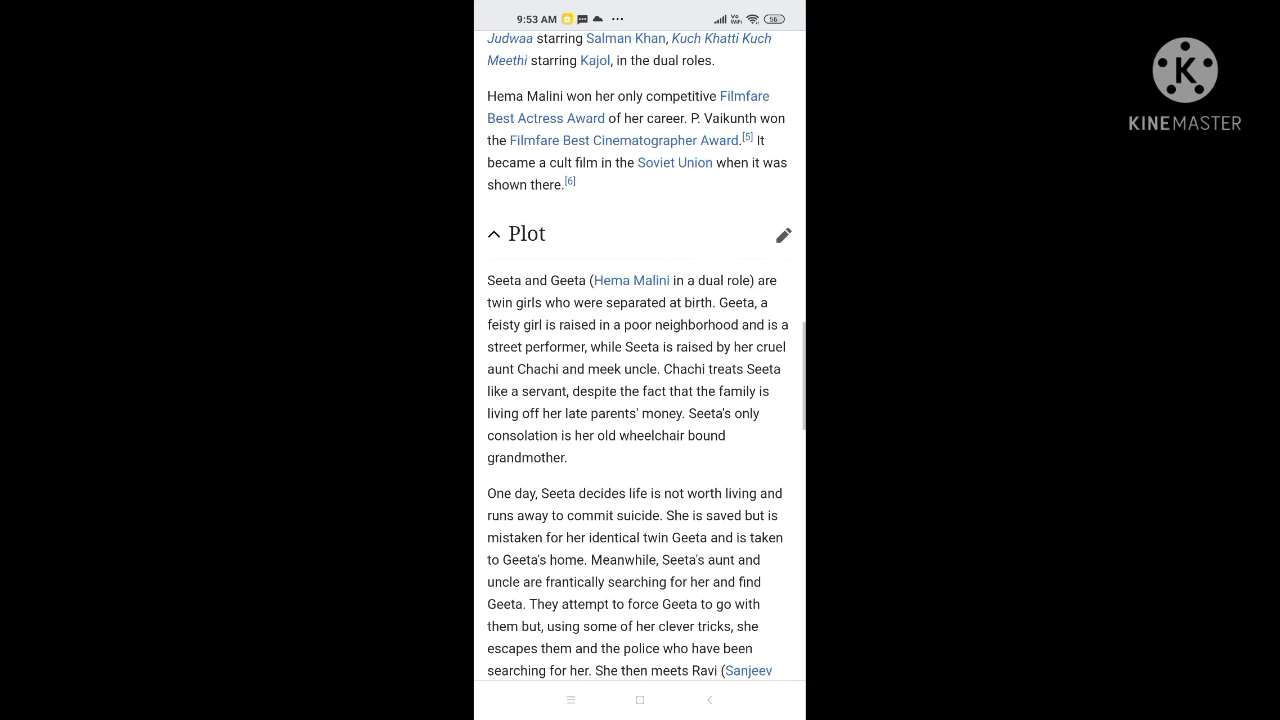 9:53 AM
Vo
WiFi
56
Judwaa starring Salman Khan, Kuch Khatti Kuch
Meethi starring Kajol, in the dual roles.
Hema Malini won her only competitive Filmfare
Best Actress Award of her career. P. Vaikunth won
the Filmfare Best Cinematographer Award.[5] It
became a cult film in the Soviet Union when it was
shown there.[6]
Plot
Seeta and Geeta (Hema Malini in a dual role) are
twin girls who were separated at birth. Geeta, a
feisty girl is raised in a poor neighborhood and is a
street performer, while Seeta is raised by her cruel
aunt Chachi and meek uncle. Chachi treats Seeta
like a servant, despite the fact that the family is
living off her late parents' money. Seeta's only
consolation is her old wheelchair bound
grandmother.
One day, Seeta decides life is not worth living and
runs away to commit suicide. She is saved but is
mistaken for her identical twin Geeta and is taken
to Geeta's home. Meanwhile, Seeta's aunt and
uncle are frantically searching for her and find
Geeta. They attempt to force Geeta to go with
them but, using some of her clever tricks, she
escapes them and the police who have been
searching for her. She then meets Ravi (Sanjeev
K
KINEMASTER